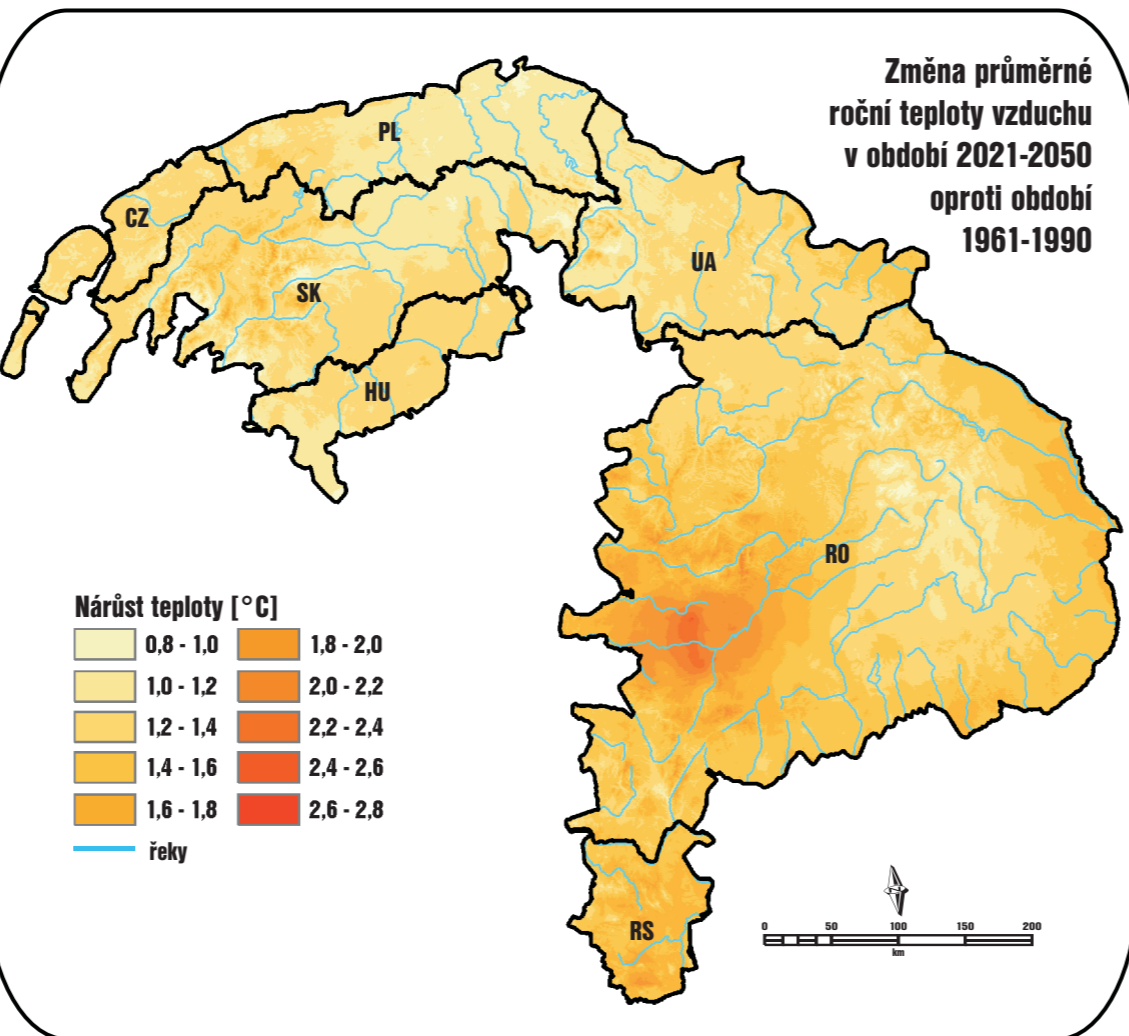 Změna průměrné
roční teploty vzduchu
v období 2021-2050
oproti období
1961-1990
PL
CZ
SK
UA
HU
RO
RS
Nárůst teploty [°C]
0,8 - 1,0
1,0 - 1,2
1,2 - 1,4
1,4 - 1,6
1,6 - 1,8
řeky
1,8 - 2,0
2,0 - 2,2
2,2 - 2,4
2,4 - 2,6
2,6 - 2,8
0 50 100 150 200
km